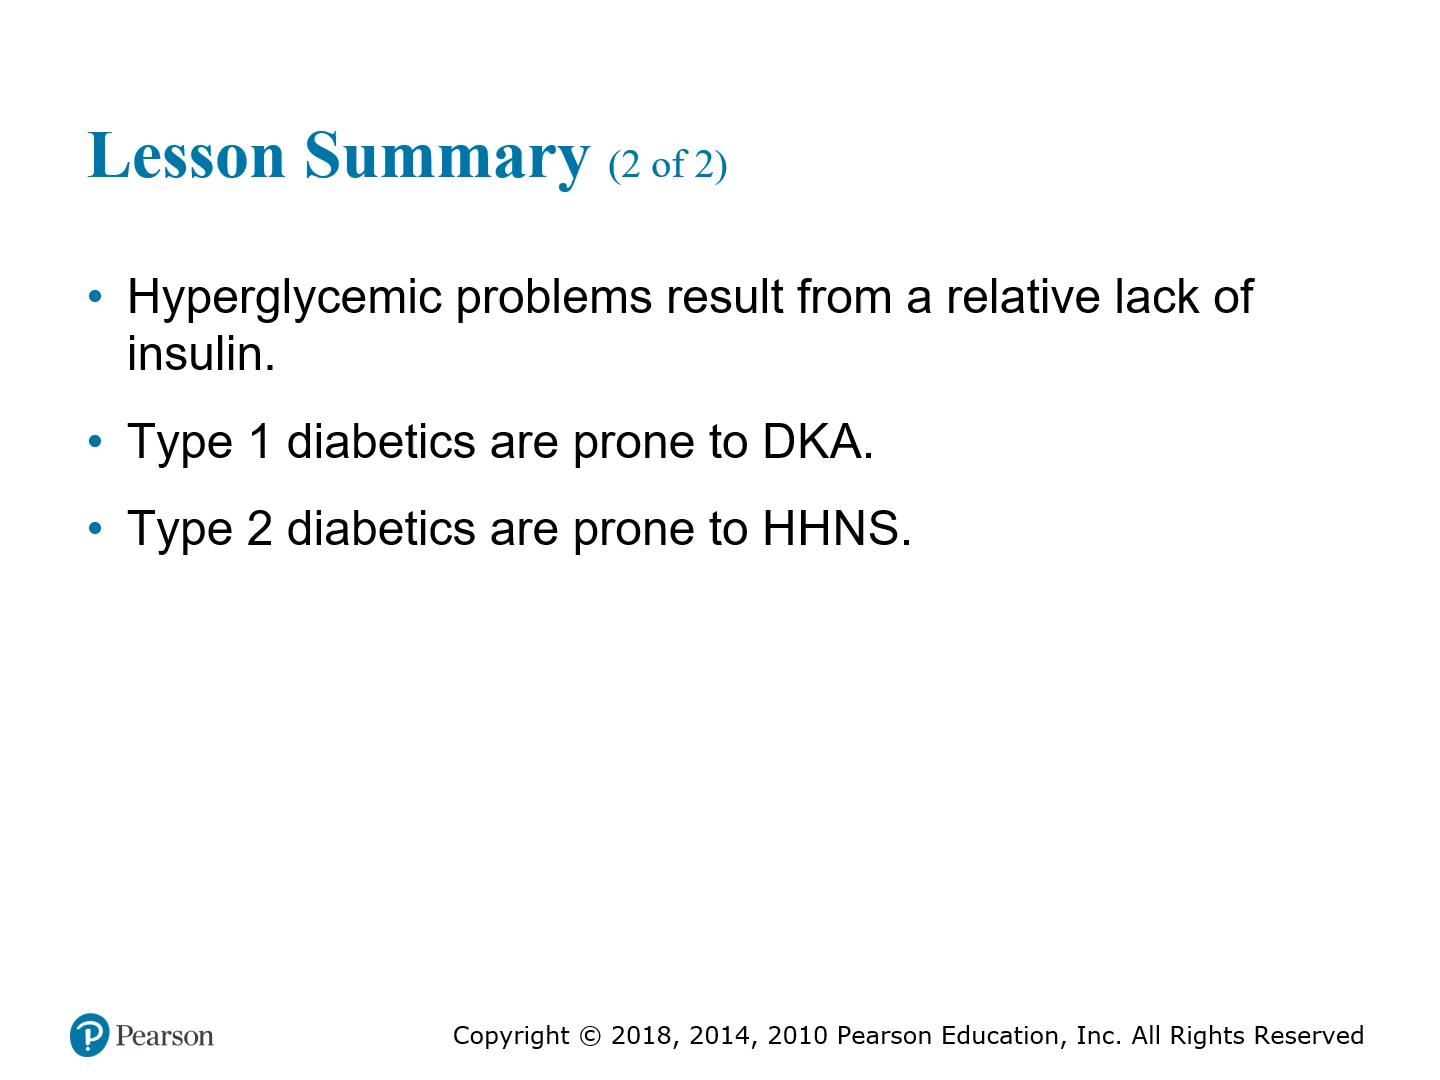 Lesson Summary (2 of 2)
• Hyperglycemic problems result from a relative lack of
insulin.
• Type 1 diabetics are prone to DKA.
• Type 2 diabetics are prone to HHNS.
P Pearson
Copyright © 2018, 2014, 2010 Pearson Education, Inc. All Rights Reserved